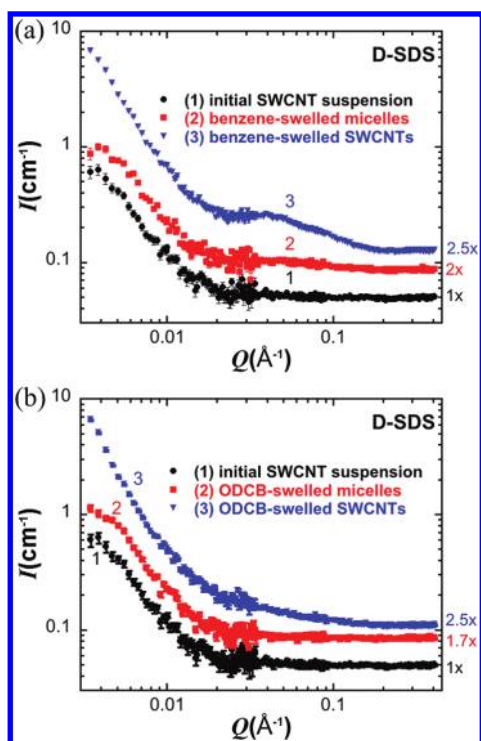 (a)
10
D-SDS
(1) initial SWCNT suspension
(2) benzene-swelled micelles
(3) benzene-swelled SWCNTs
1
I(cm⁻¹)
3
2
2.5x
0.1
2x
1
1x
0.01
0.1
Q(Å⁻¹)
(b)
10
D-SDS
(1) initial SWCNT suspension
(2) ODCB-swelled micelles
(3) ODCB-swelled SWCNTs
3
1
2
I(cm⁻¹)
1
2.5x
0.1
1.7x
1x
0.01
0.1
Q(Å⁻¹)